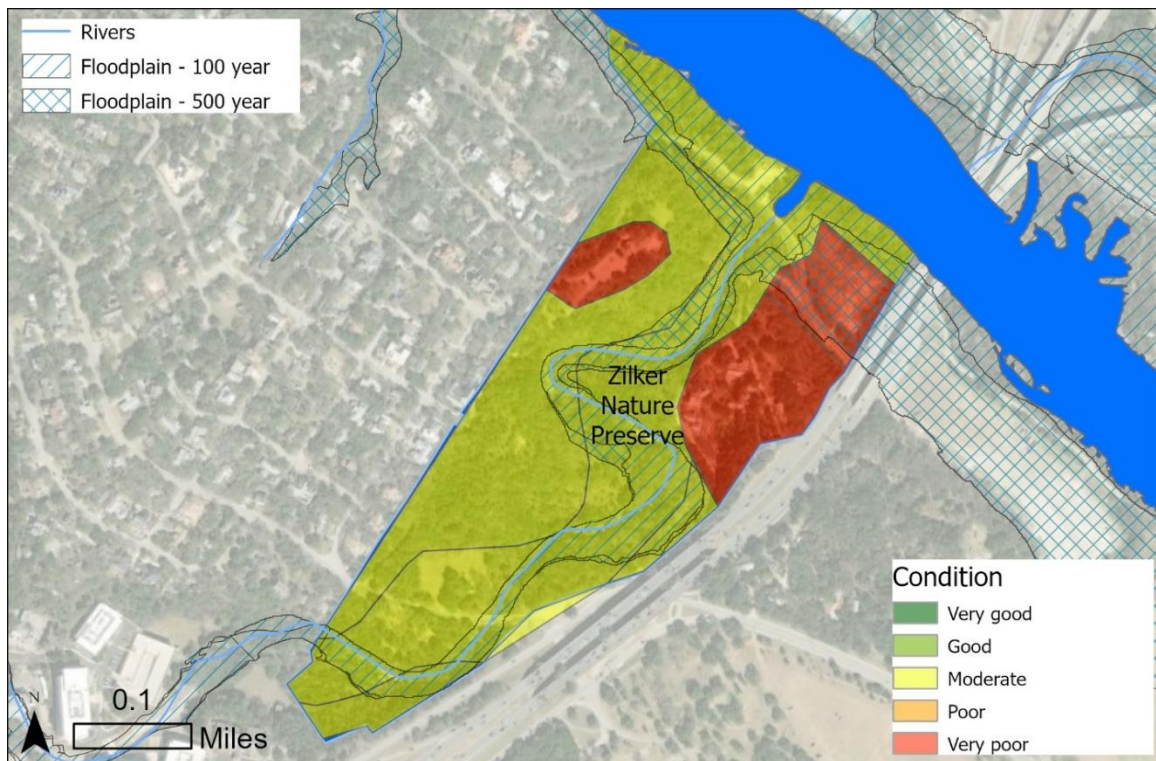 Rivers
Floodplain - 100 year
Floodplain - 500 year
Zilker
Nature
Preserve
N
0.1
Miles
Condition
Very good
Good
Moderate
Poor
Very poor